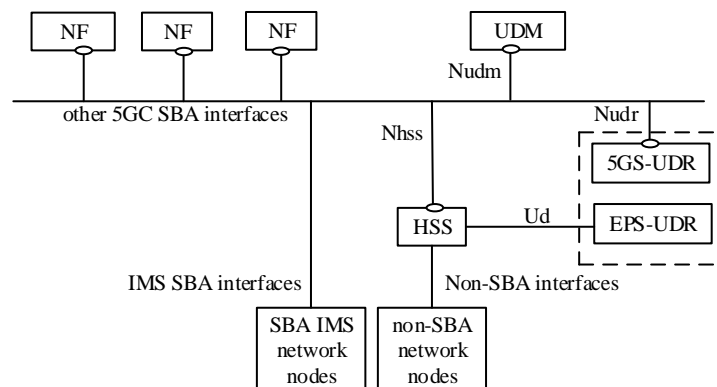 NF
NF
NF
UDM
Nudm
other 5GC SBA interfaces
Nhss
Nudr
5GS-UDR
HSS
Ud
EPS-UDR
IMS SBA interfaces
Non-SBA interfaces
SBA IMS
network
nodes
non-SBA
network
nodes